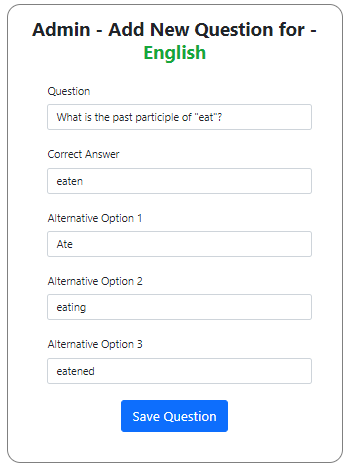 Admin - Add New Question for -
English
Question
What is the past participle of "eat"?
Correct Answer
eaten
Alternative Option 1
Ate
Alternative Option 2
eating
Alternative Option 3
eatened
Save Question